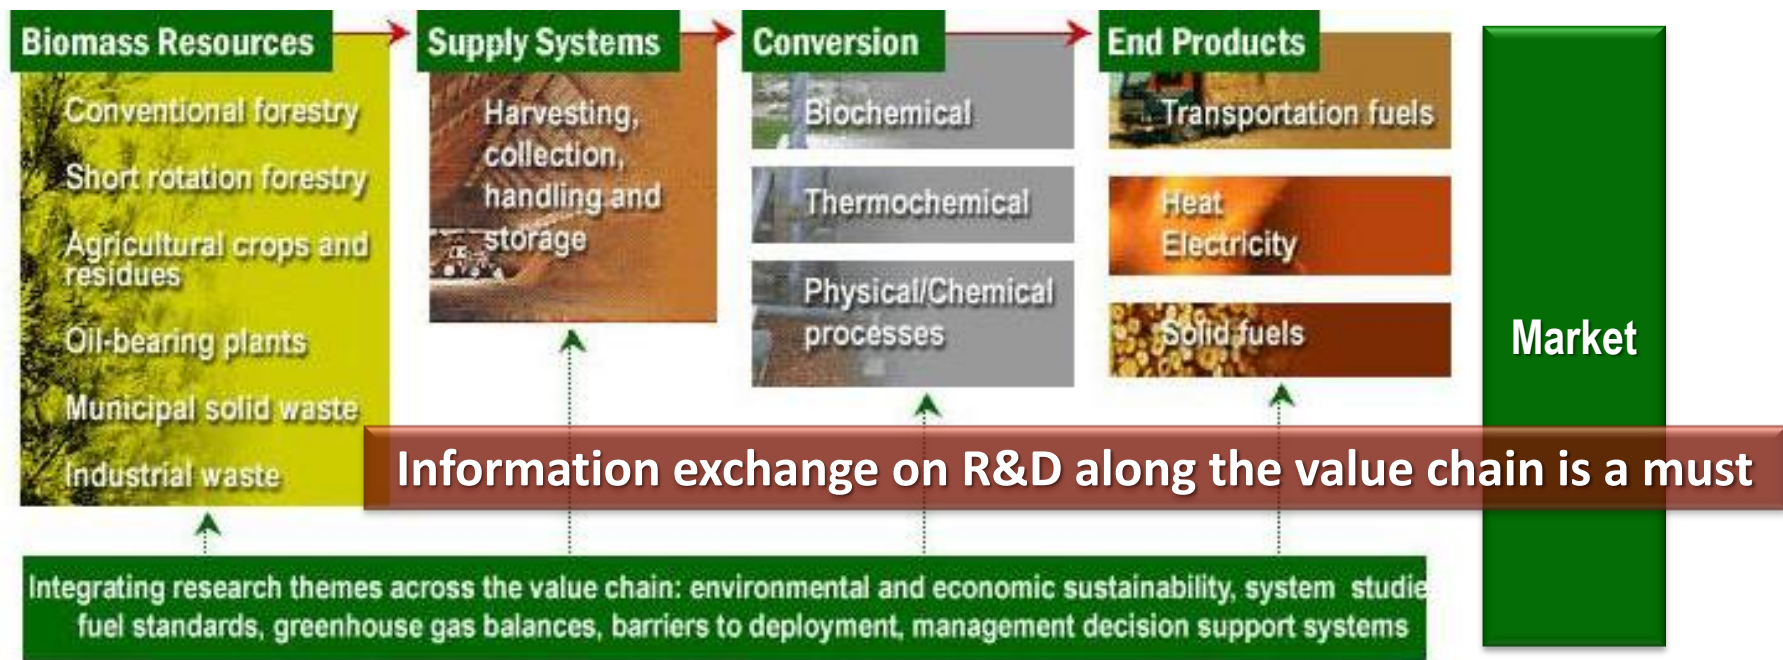 Biomass Resources
Conventional forestry
Short rotation forestry
Agricultural crops and
residues
Oil-bearing plants
Municipal solid waste
Industrial waste
Supply Systems
Harvesting,
collection,
handling and
storage
Conversion
Biochemical
Thermochemical
Physical/Chemical
processes
End Products
Transportation fuels
Heat
Electricity
Solid fuels
Market
Information exchange on R&D along the value chain is a must
Integrating research themes across the value chain: environmental and economic sustainability, system studie
fuel standards, greenhouse gas balances, barriers to deployment, management decision support systems